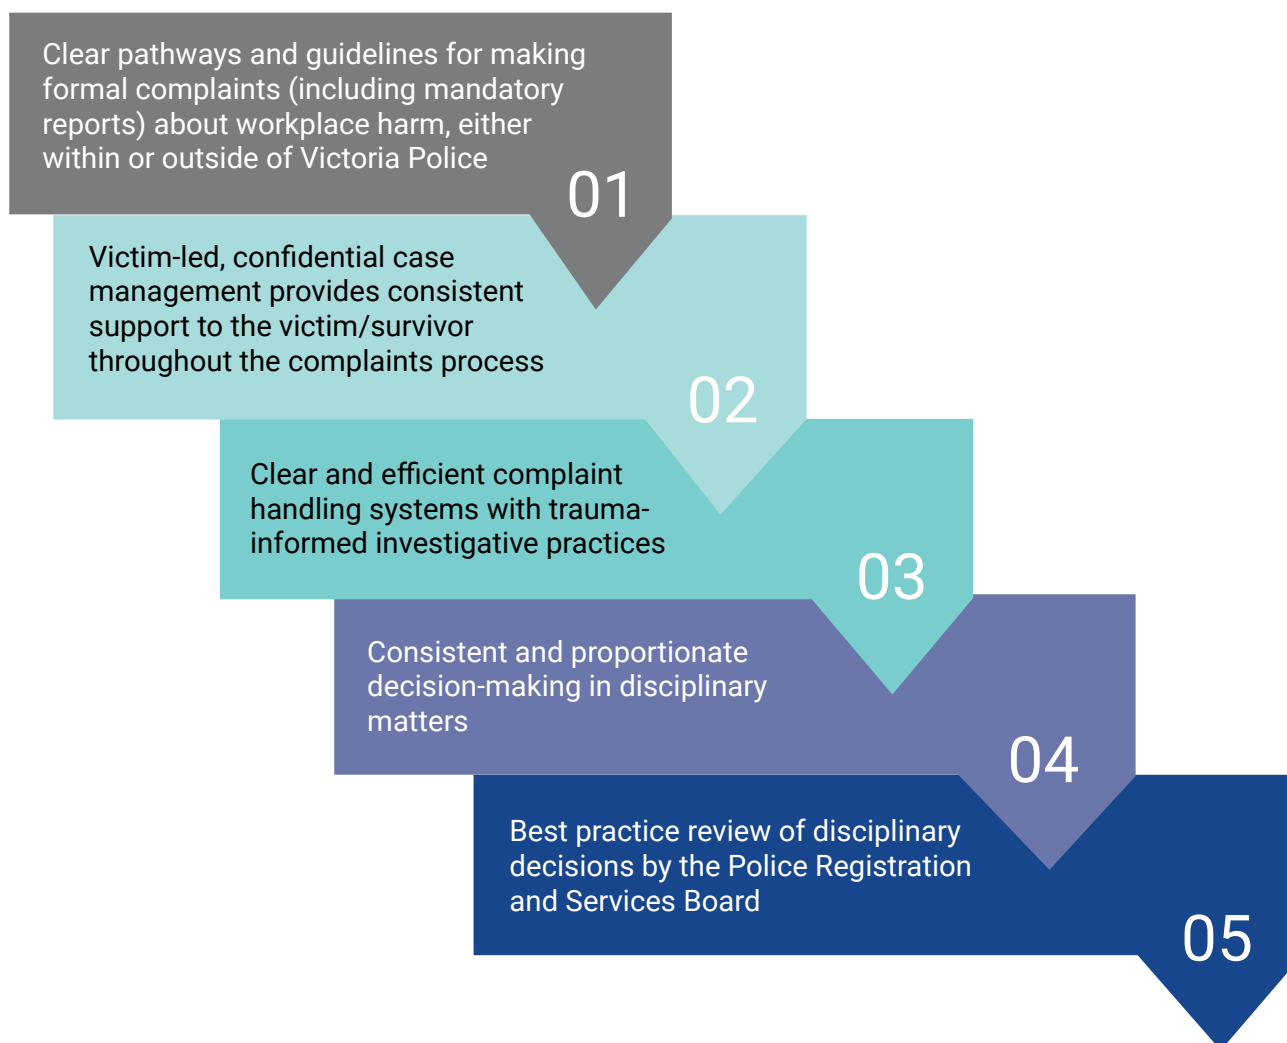 Clear pathways and guidelines for making
formal complaints (including mandatory
reports) about workplace harm, either
within or outside of Victoria Police
01
Victim-led, confidential case
management provides consistent
support to the victim/survivor
throughout the complaints process
02
Clear and efficient complaint
handling systems with trauma-
informed investigative practices
03
Consistent and proportionate
decision-making in disciplinary
matters
04
Best practice review of disciplinary
decisions by the Police Registration
and Services Board
05